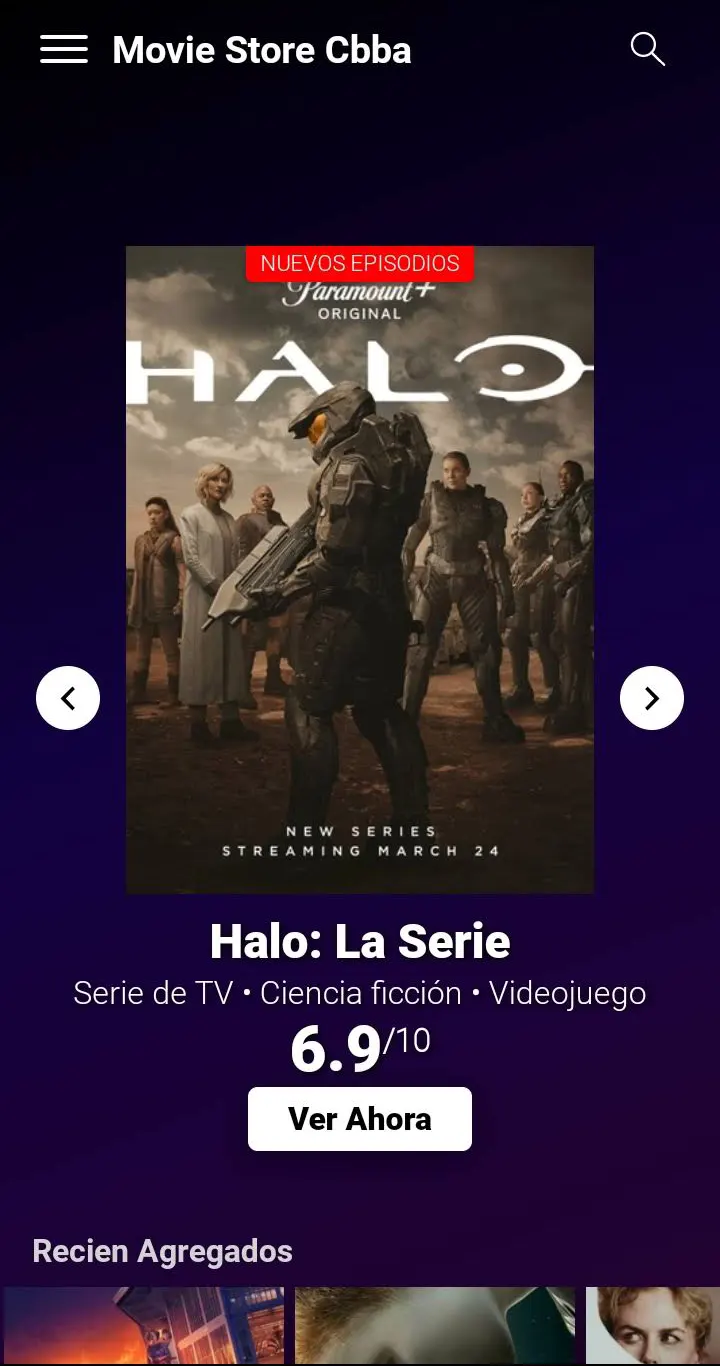 Movie Store Cbba
NUEVOS EPISODIOS
Paramount+
ORIGINAL
HALO
NEW SERIES
STREAMING MARCH 24
Halo: La Serie
Serie de TV • Ciencia ficción • Videojuego
6.9/10
Ver Ahora
Recien Agregados